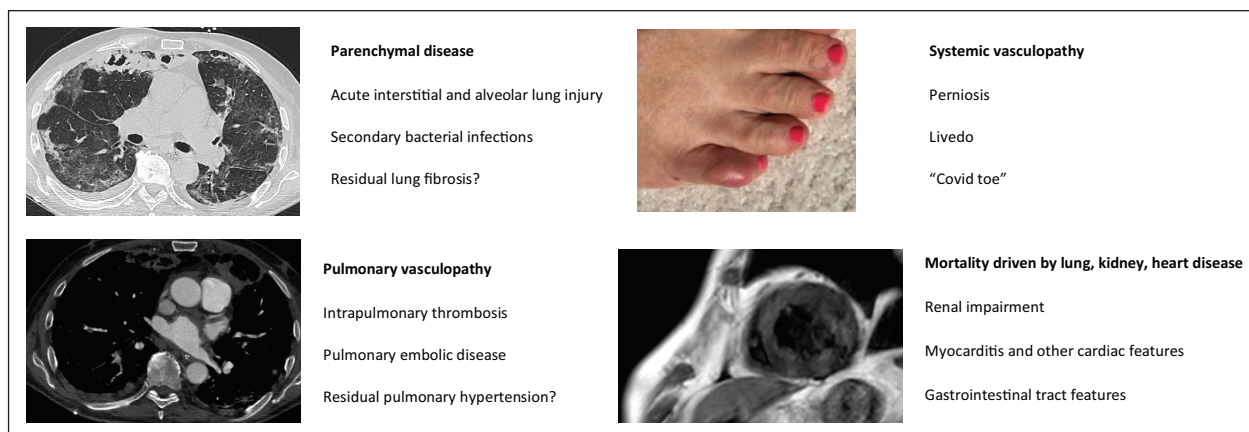 Parenchymal disease
Acute interstitial and alveolar lung injury
Secondary bacterial infections
Residual lung fibrosis?
Systemic vasculopathy
Perniosis
Livedo
“Covid toe”
Pulmonary vasculopathy
Intrapulmonary thrombosis
Pulmonary embolic disease
Residual pulmonary hypertension?
Mortality driven by lung, kidney, heart disease
Renal impairment
Myocarditis and other cardiac features
Gastrointestinal tract features